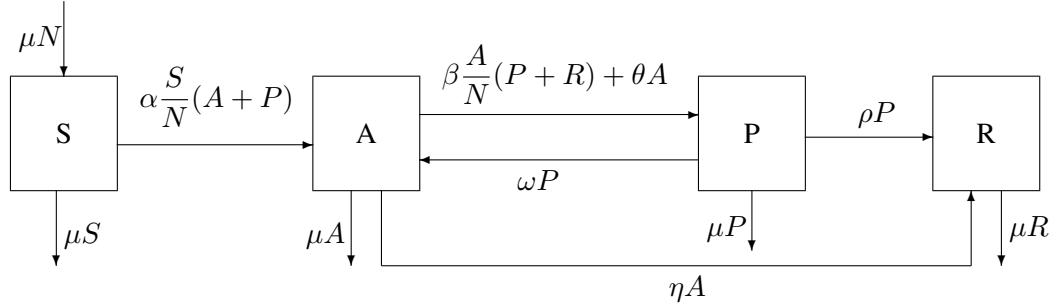 μN
S
α S/N (A + P)
A
β A/N (P + R) + θA
ωP
P
ρP
R
μS
μA
μP
μR
ηA